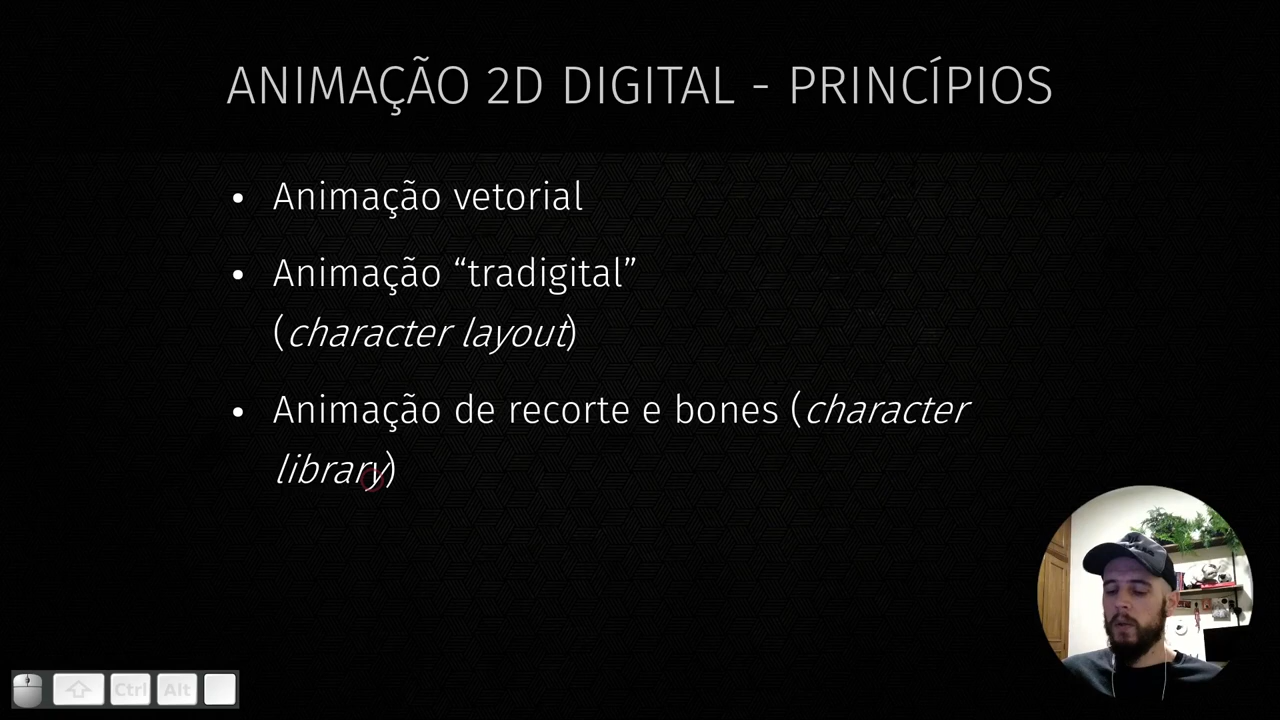 ANIMAÇÃO 2D DIGITAL - PRINCÍPIOS
• Animação vetorial
• Animação “tradigital”
(character layout)
• Animação de recorte e bones (character
library)
Ctrl Alt